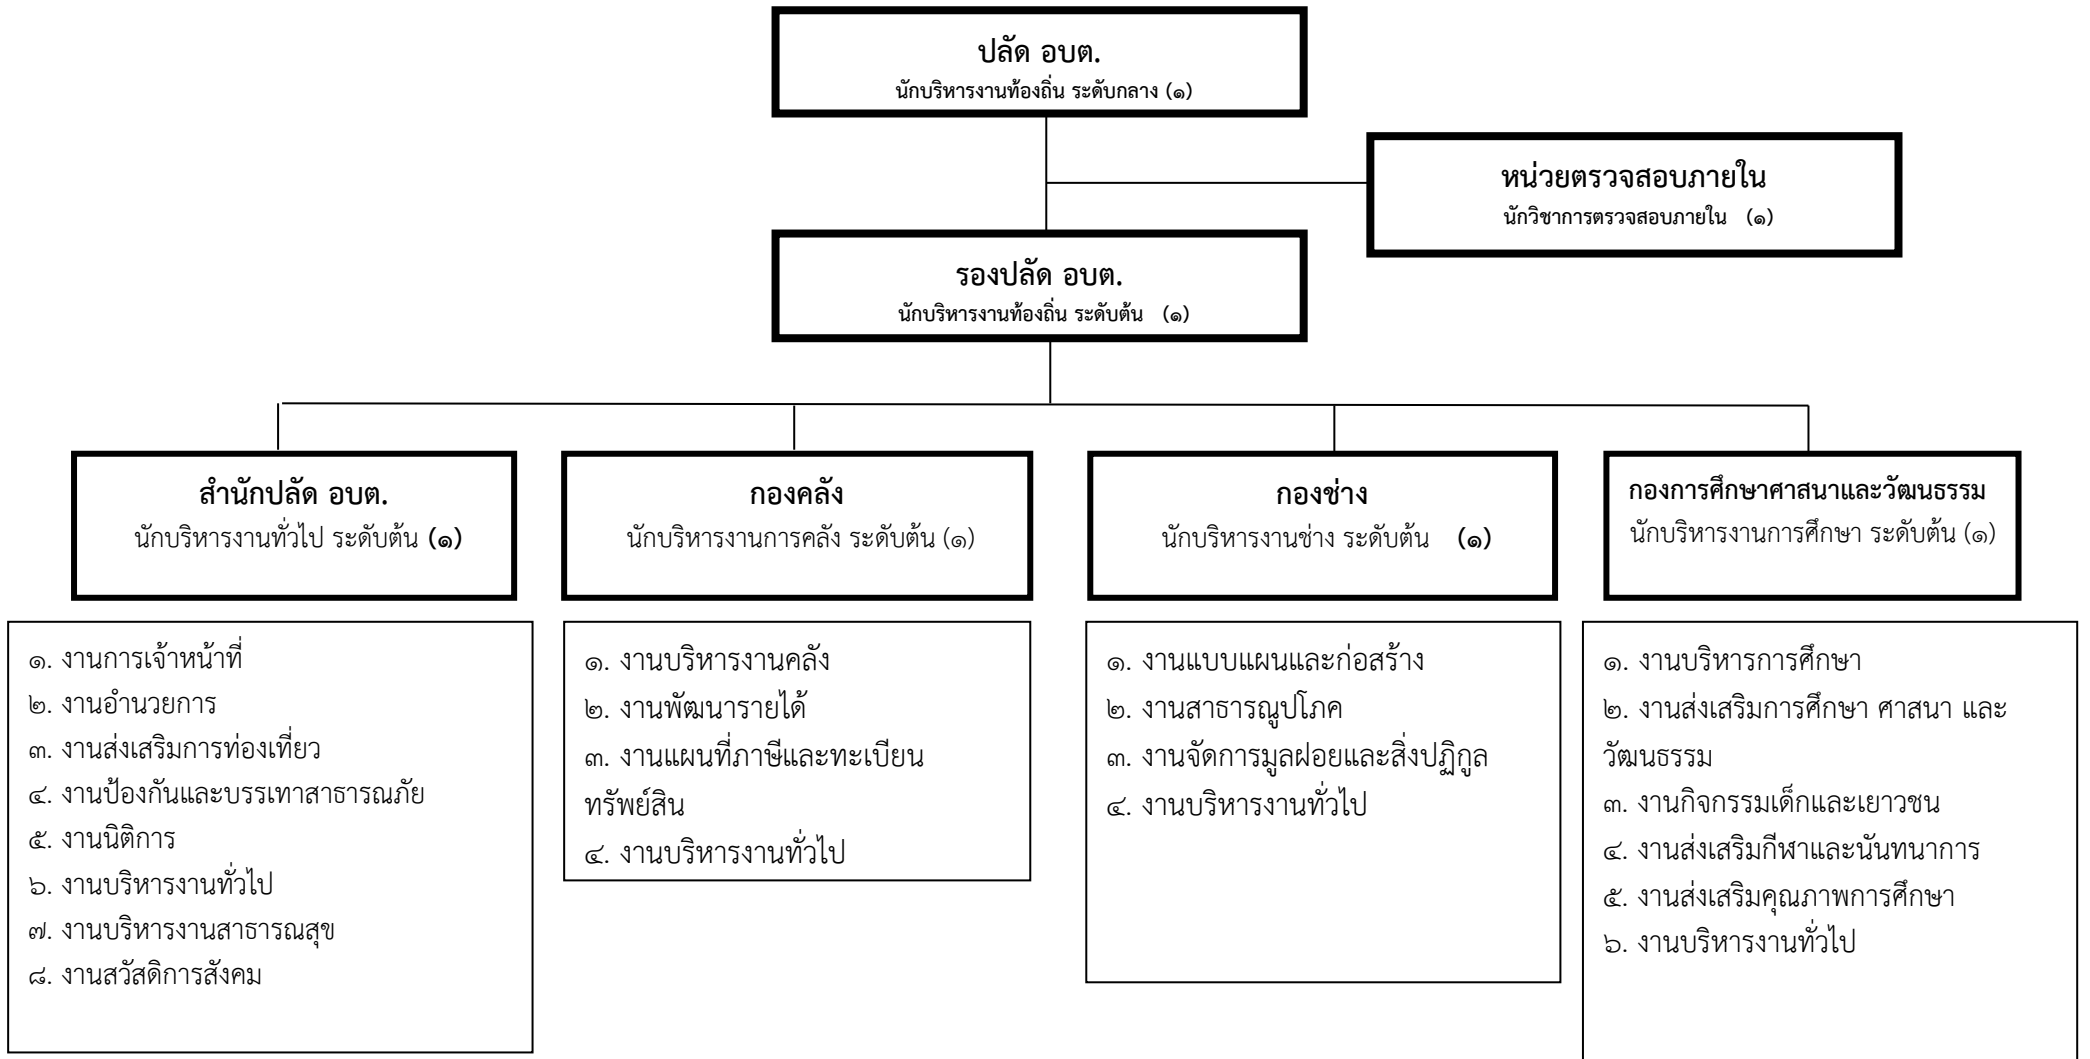 ปลัด อบต.
นักบริหารงานท้องถิ่น ระดับกลาง (๑)
หน่วยตรวจสอบภายใน
นักวิชาการตรวจสอบภายใน (๑)
รองปลัด อบต.
นักบริหารงานท้องถิ่น ระดับต้น (๑)
สำนักปลัด อบต.
นักบริหารงานทั่วไป ระดับต้น (๑)
กองคลัง
นักบริหารงานการคลัง ระดับต้น (๑)
กองช่าง
นักบริหารงานช่าง ระดับต้น (๑)
กองการศึกษาศาสนาและวัฒนธรรม
นักบริหารงานการศึกษา ระดับต้น (๑)
๑. งานการเจ้าหน้าที่
๒. งานอำนวยการ
๓. งานส่งเสริมการท่องเที่ยว
๔. งานป้องกันและบรรเทาสาธารณภัย
๕. งานนิติการ
๖. งานบริหารงานทั่วไป
๗. งานบริหารงานสาธารณสุข
๘. งานสวัสดิการสังคม
๑. งานบริหารงานคลัง
๒. งานพัฒนารายได้
๓. งานแผนที่ภาษีและทะเบียน
ทรัพย์สิน
๔. งานบริหารงานทั่วไป
๑. งานแบบแผนและก่อสร้าง
๒. งานสาธารณูปโภค
๓. งานจัดการมูลฝอยและสิ่งปฏิกูล
๔. งานบริหารงานทั่วไป
๑. งานบริหารการศึกษา
๒. งานส่งเสริมการศึกษา ศาสนา และ
วัฒนธรรม
๓. งานกิจกรรมเด็กและเยาวชน
๔. งานส่งเสริมกีฬาและนันทนาการ
๕. งานส่งเสริมคุณภาพการศึกษา
๖. งานบริหารงานทั่วไป